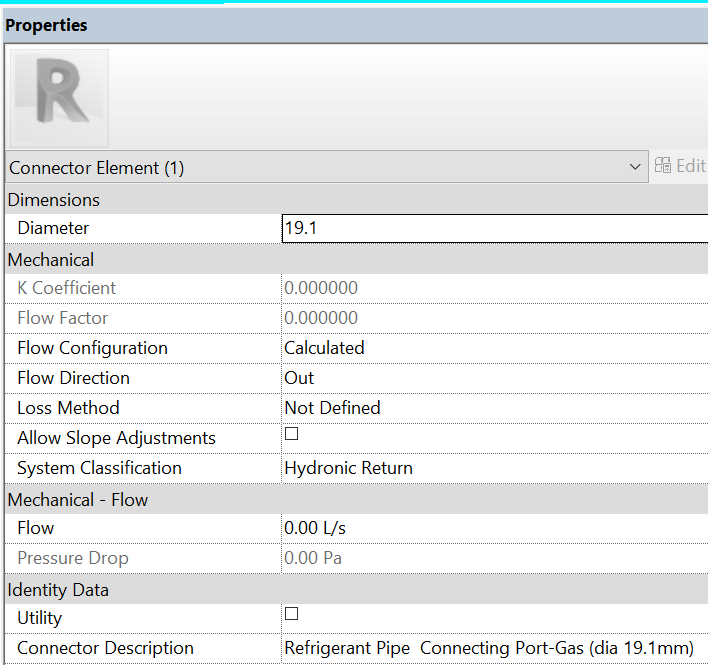 Properties
R
Connector Element (1) Edit
Dimensions
Diameter 19.1
Mechanical
K Coefficient 0.000000
Flow Factor 0.000000
Flow Configuration Calculated
Flow Direction Out
Loss Method Not Defined
Allow Slope Adjustments
System Classification Hydronic Return
Mechanical - Flow
Flow 0.00 L/s
Pressure Drop 0.00 Pa
Identity Data
Utility
Connector Description Refrigerant Pipe  Connecting Port-Gas (dia 19.1mm)